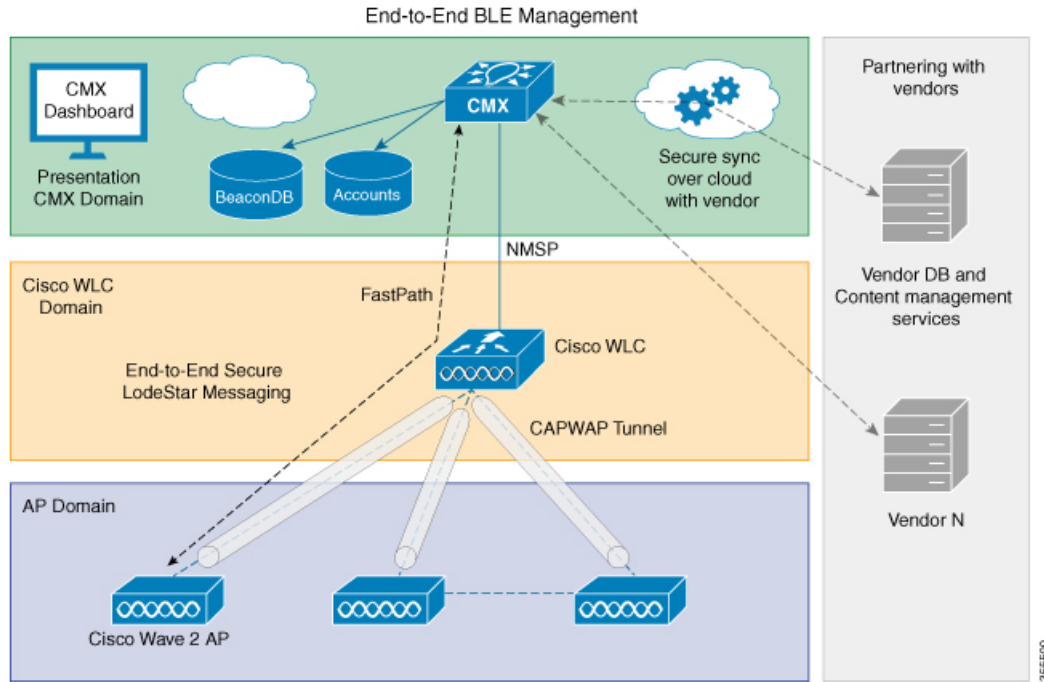 End-to-End BLE Management
CMX
Dashboard
Presentation
CMX Domain
BeaconDB
Accounts
CMX
Secure sync
over cloud
with vendor
Partnering with
vendors
Vendor DB and
Content management
services
Vendor N
NMSP
Cisco WLC
Domain
FastPath
End-to-End Secure
LodeStar Messaging
Cisco WLC
CAPWAP Tunnel
AP Domain
Cisco Wave 2 AP
355500